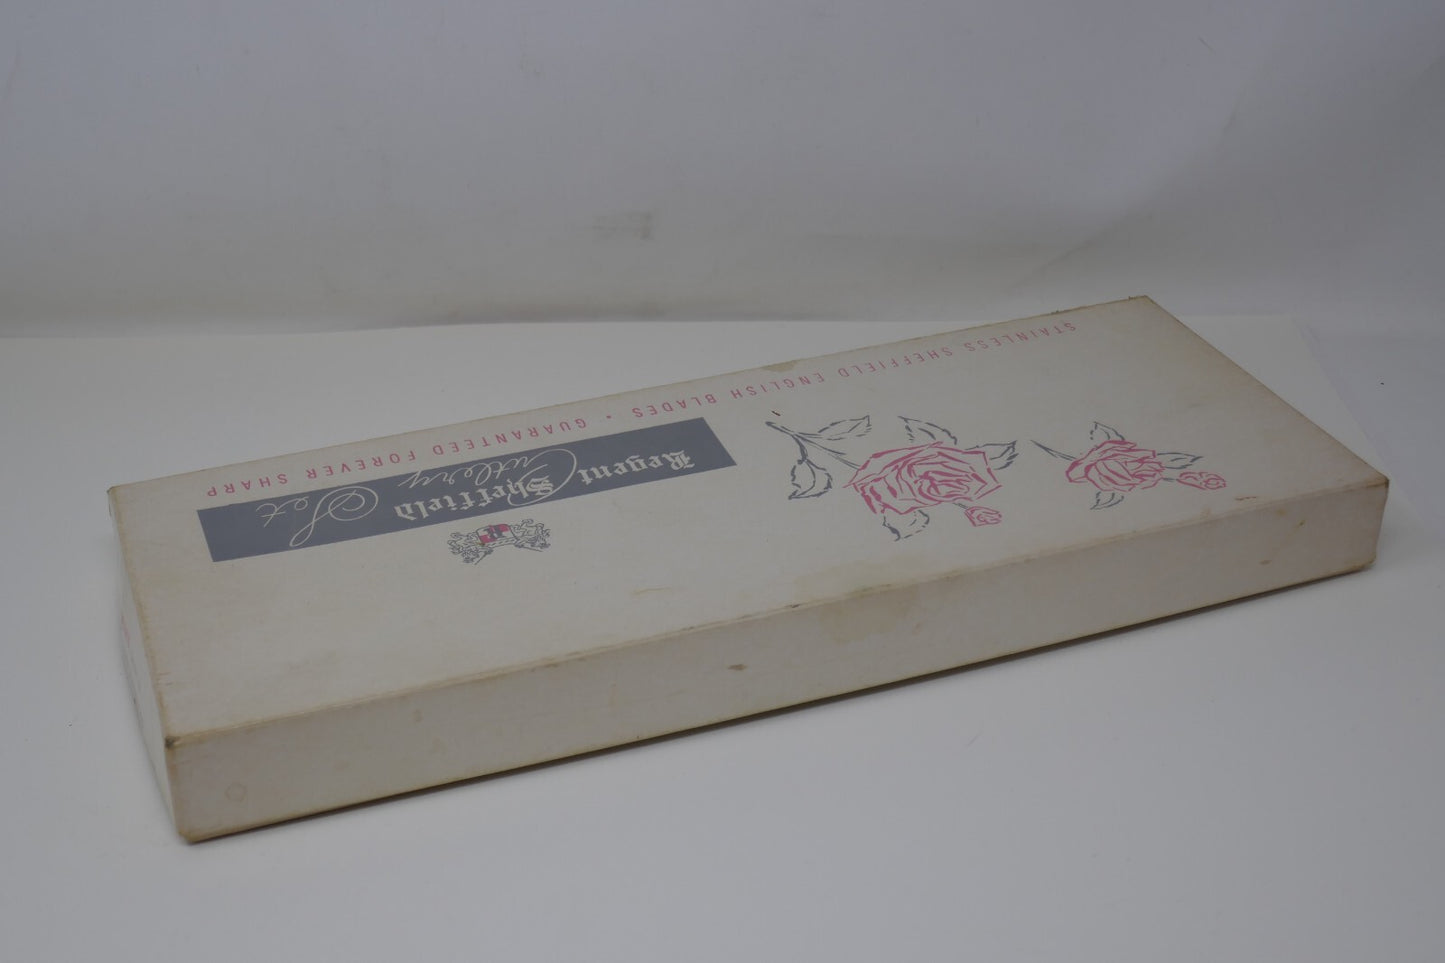 Regent Sheffield
Cutlery Set
STAINLESS SHEFFIELD ENGLISH BLADES • GUARANTEED FOREVER SHARP